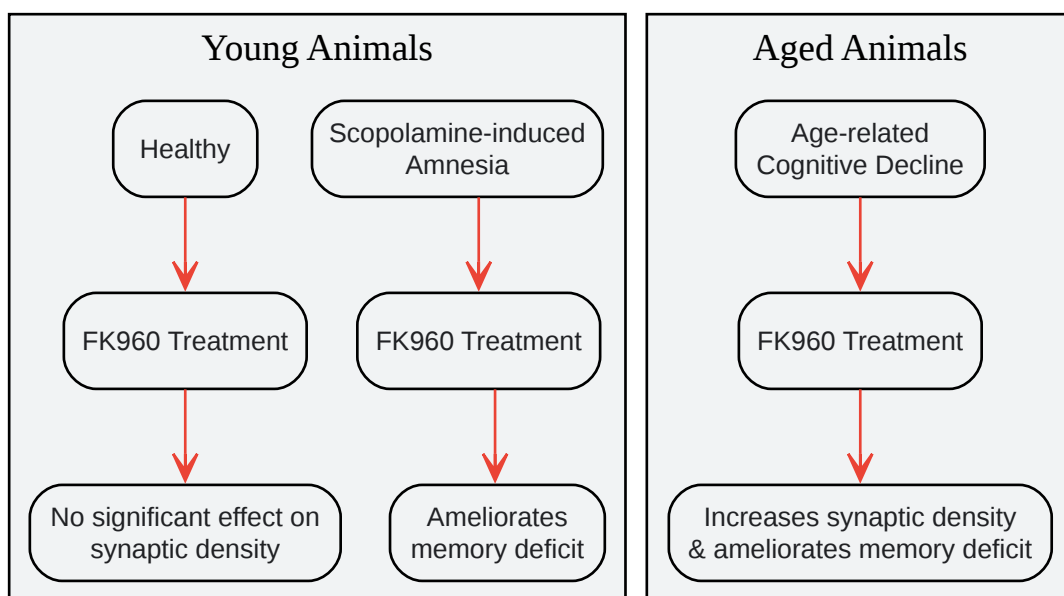 Young Animals
Healthy
Scopolamine-induced
Amnesia
FK960 Treatment
FK960 Treatment
No significant effect on
synaptic density
Ameliorates
memory deficit
Aged Animals
Age-related
Cognitive Decline
FK960 Treatment
Increases synaptic density
& ameliorates memory deficit